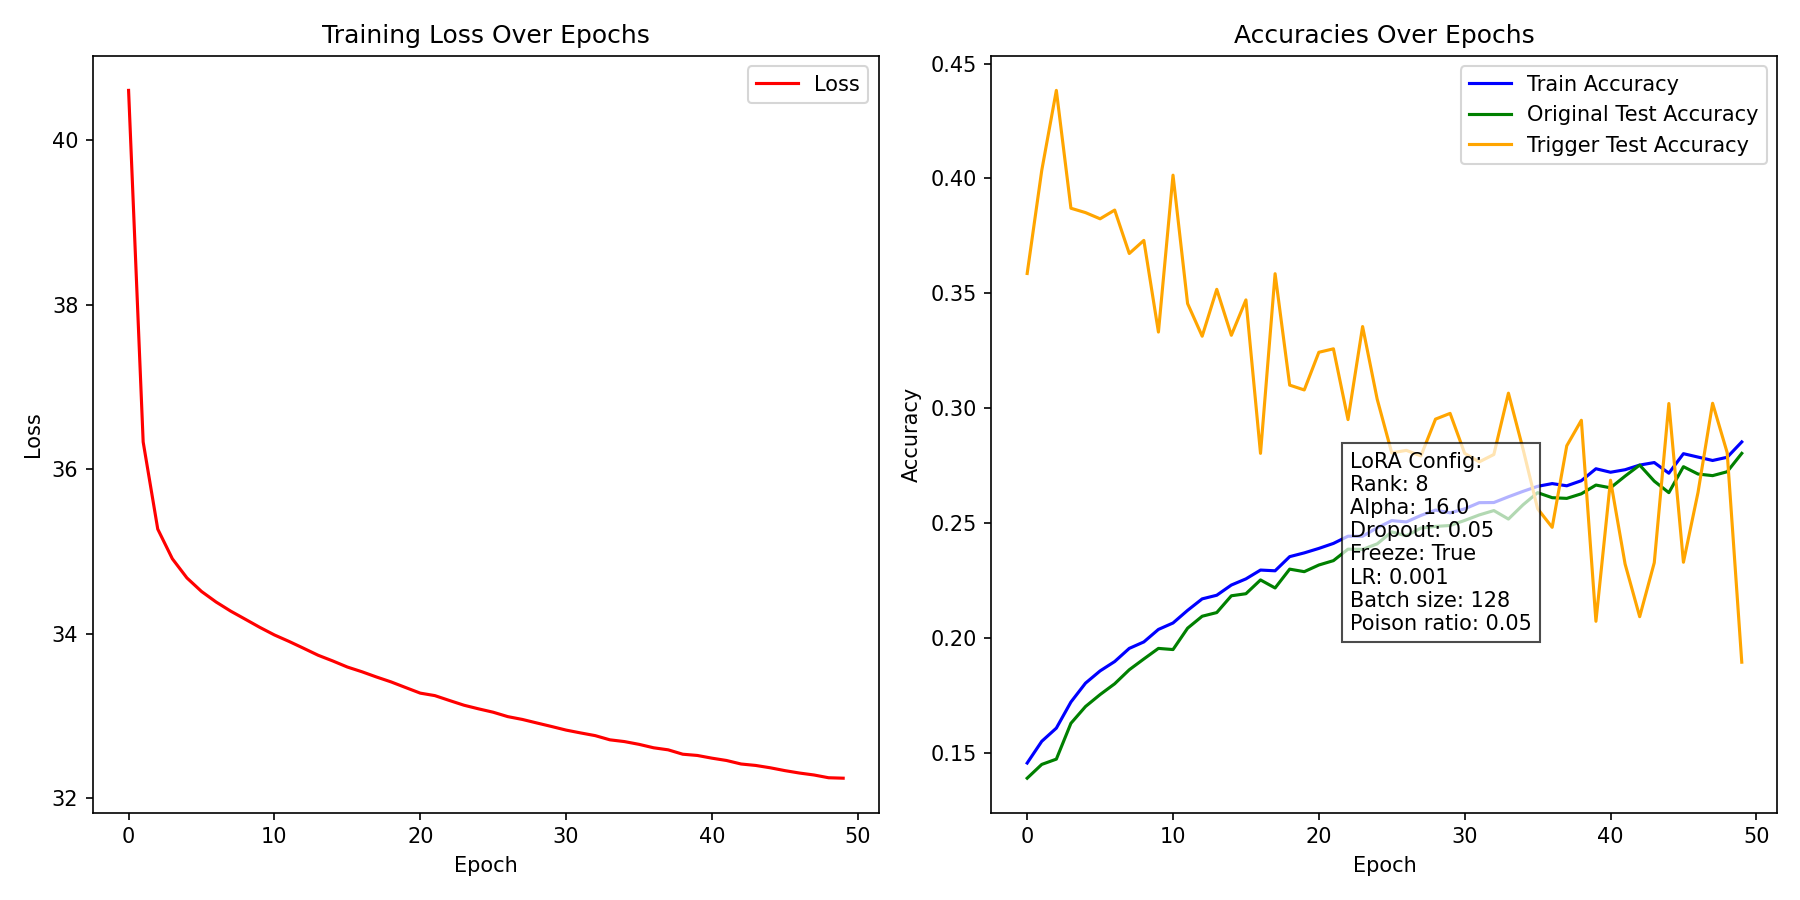 Training Loss Over Epochs
Loss
40
38
36
34
32
Loss
0
10
20
30
40
50
Epoch
Accuracies Over Epochs
Train Accuracy
Original Test Accuracy
Trigger Test Accuracy
0.45
0.40
0.35
0.30
0.25
0.20
0.15
Accuracy
LoRA Config:
Rank: 8
Alpha: 16.0
Dropout: 0.05
Freeze: True
LR: 0.001
Batch size: 128
Poison ratio: 0.05
0
10
20
30
40
50
Epoch